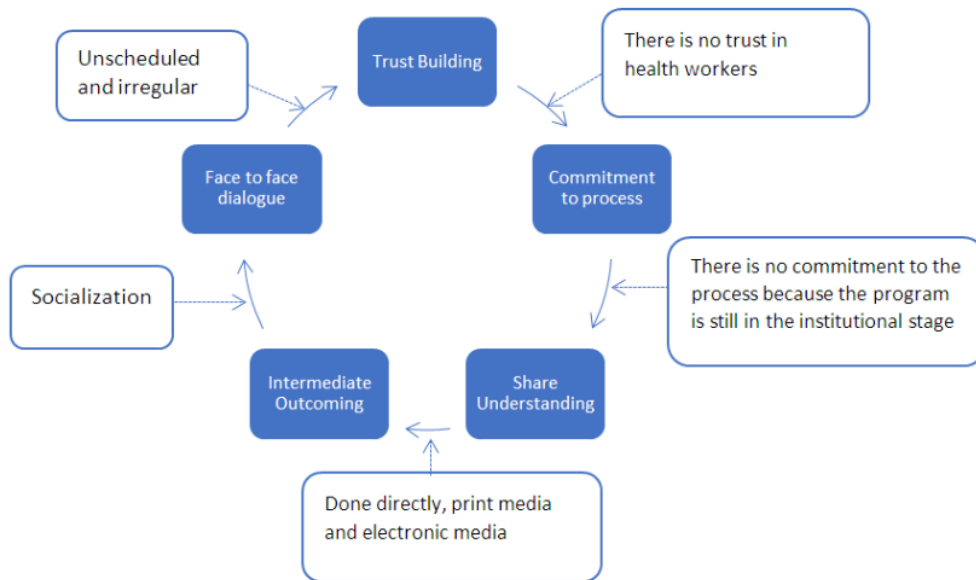 Unscheduled
and irregular
Trust Building
There is no trust in
health workers
Face to face
dialogue
Commitment
to process
Socialization
There is no commitment to the
process because the program
is still in the institutional stage
Intermediate
Outcoming
Share
Understanding
Done directly, print media
and electronic media